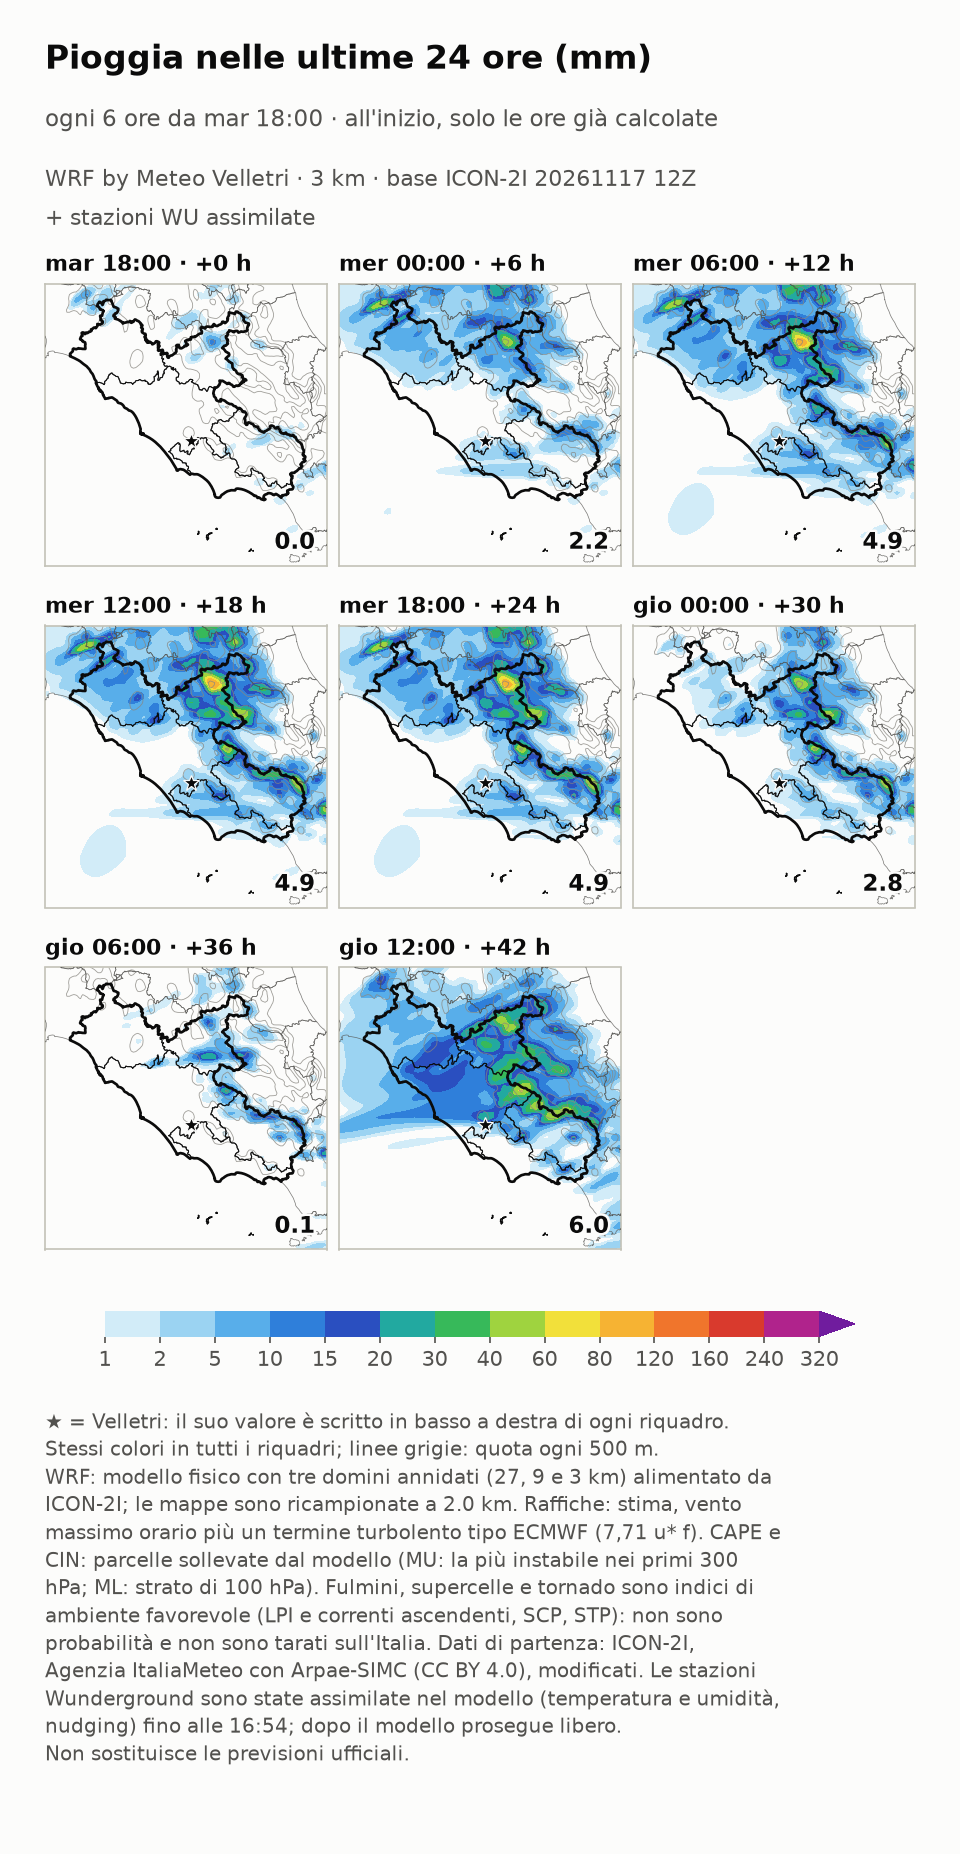 Pioggia nelle ultime 24 ore (mm)
ogni 6 ore da mar 18:00 · all'inizio, solo le ore già calcolate
WRF by Meteo Velletri · 3 km · base ICON-2I 20261117 12Z
+ stazioni WU assimilate
mar 18:00 · +0 h
mer 00:00 · +6 h
mer 06:00 · +12 h
0.0
2.2
4.9
mer 12:00 · +18 h
mer 18:00 · +24 h
gio 00:00 · +30 h
4.9
4.9
2.8
gio 06:00 · +36 h
gio 12:00 · +42 h
0.1
6.0
1 2 5 10 15 20 30 40 60 80 120 160 240 320
★ = Velletri: il suo valore è scritto in basso a destra di ogni riquadro.
Stessi colori in tutti i riquadri; linee grigie: quota ogni 500 m.
WRF: modello fisico con tre domini annidati (27, 9 e 3 km) alimentato da
ICON-2I; le mappe sono ricampionate a 2.0 km. Raffiche: stima, vento
massimo orario più un termine turbolento tipo ECMWF (7,71 u* f). CAPE e
CIN: parcelle sollevate dal modello (MU: la più instabile nei primi 300
hPa; ML: strato di 100 hPa). Fulmini, supercelle e tornado sono indici di
ambiente favorevole (LPI e correnti ascendenti, SCP, STP): non sono
probabilità e non sono tarati sull'Italia. Dati di partenza: ICON-2I,
Agenzia ItaliaMeteo con Arpae-SIMC (CC BY 4.0), modificati. Le stazioni
Wunderground sono state assimilate nel modello (temperatura e umidità,
nudging) fino alle 16:54; dopo il modello prosegue libero.
Non sostituisce le previsioni ufficiali.